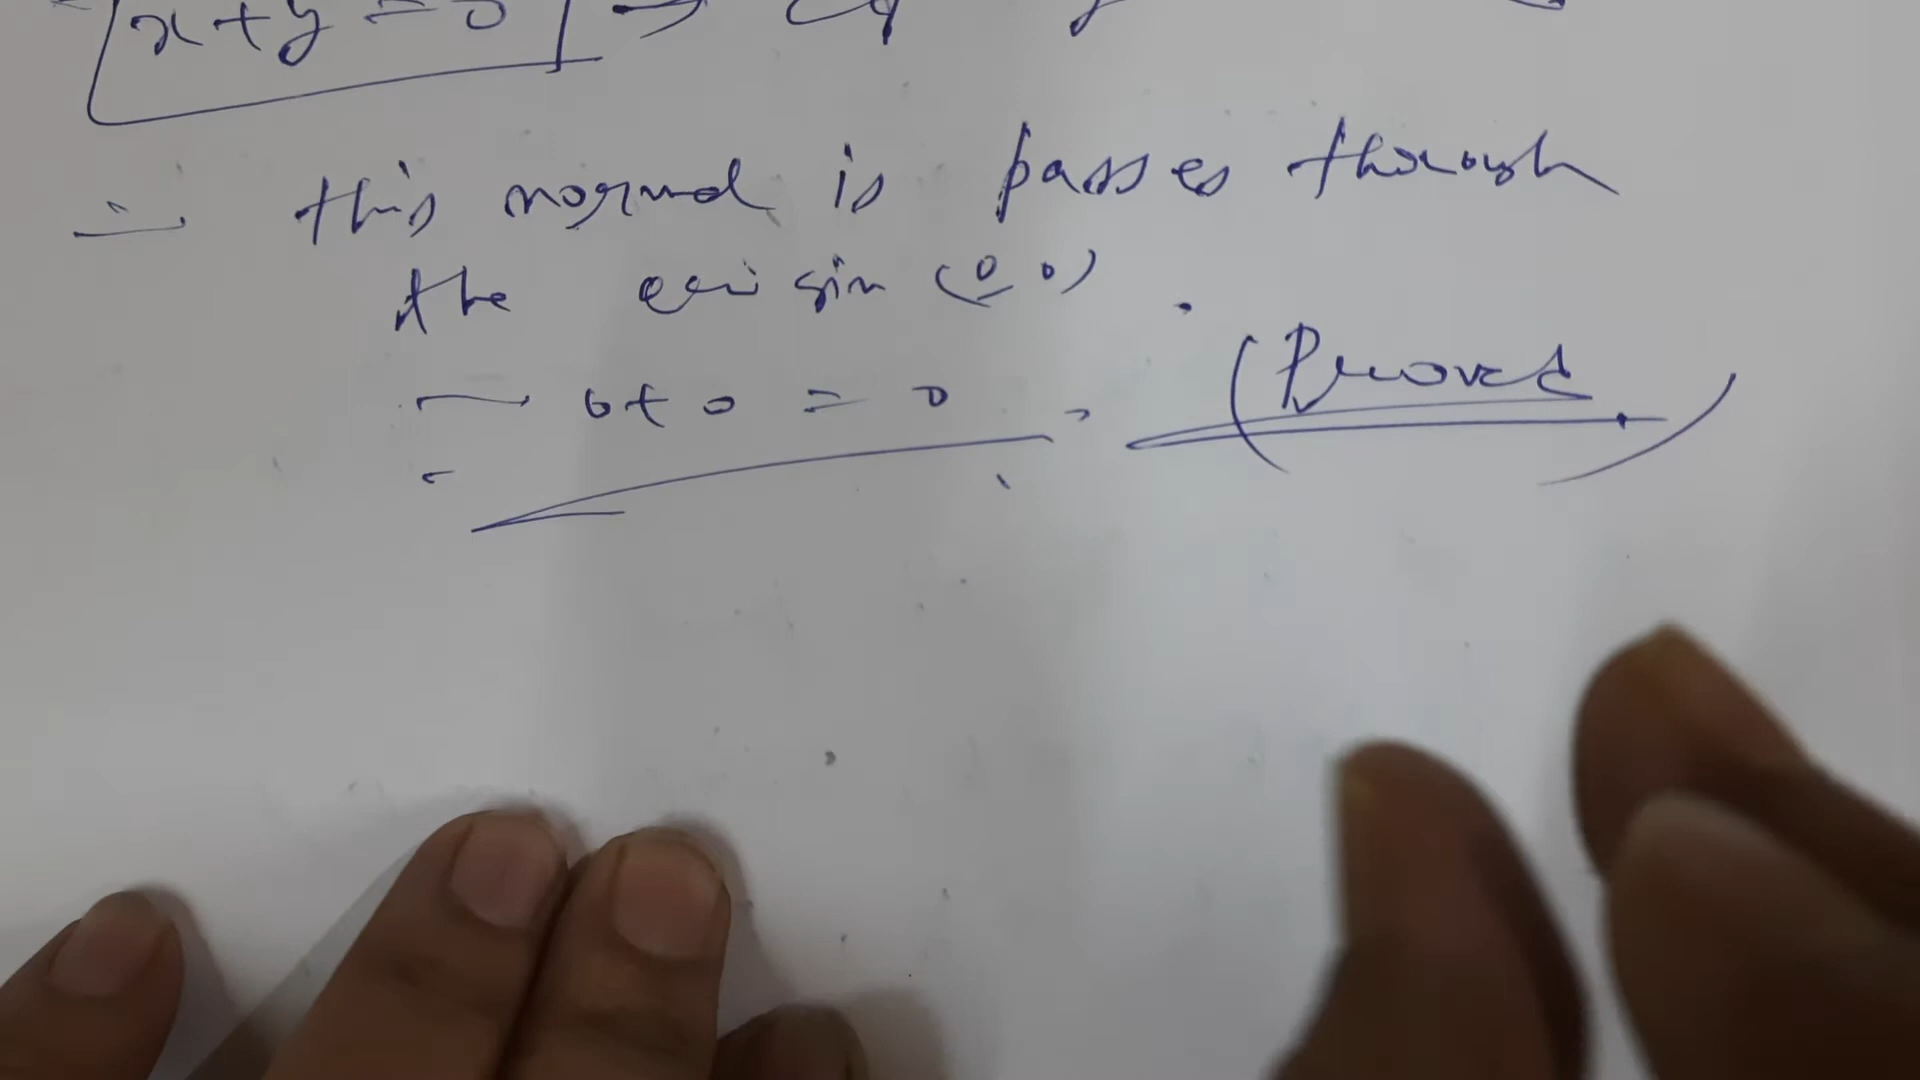 x+y=0 →
∴ this normal is passes through
the origin (0 0).
0+0 = 0. (Proved)